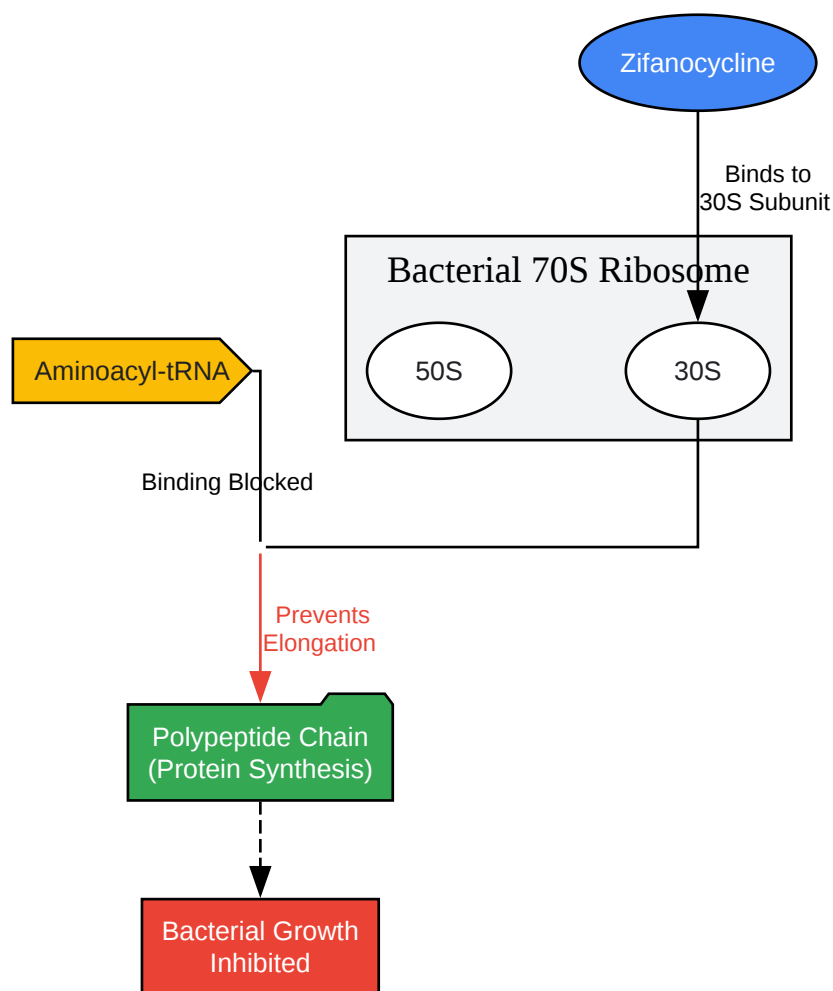 Zifanocycline
Binds to
30S Subunit
Bacterial 70S Ribosome
50S
30S
Aminoacyl-tRNA
Binding Blocked
Prevents
Elongation
Polypeptide Chain
(Protein Synthesis)
Bacterial Growth
Inhibited